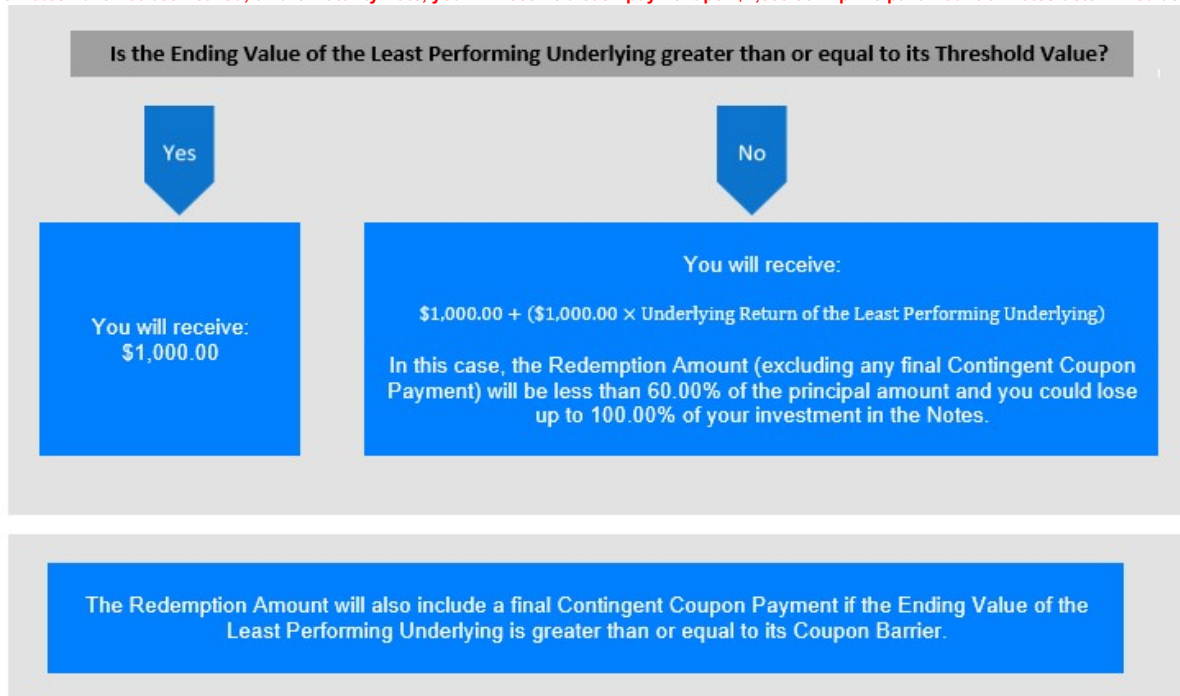 Is the Ending Value of the Least Performing Underlying greater than or equal to its Threshold Value?
Yes
No
You will receive:
$1,000.00
You will receive:
$1,000.00 + ($1,000.00 × Underlying Return of the Least Performing Underlying)
In this case, the Redemption Amount (excluding any final Contingent Coupon
Payment) will be less than 60.00% of the principal amount and you could lose
up to 100.00% of your investment in the Notes.
The Redemption Amount will also include a final Contingent Coupon Payment if the Ending Value of the
Least Performing Underlying is greater than or equal to its Coupon Barrier.